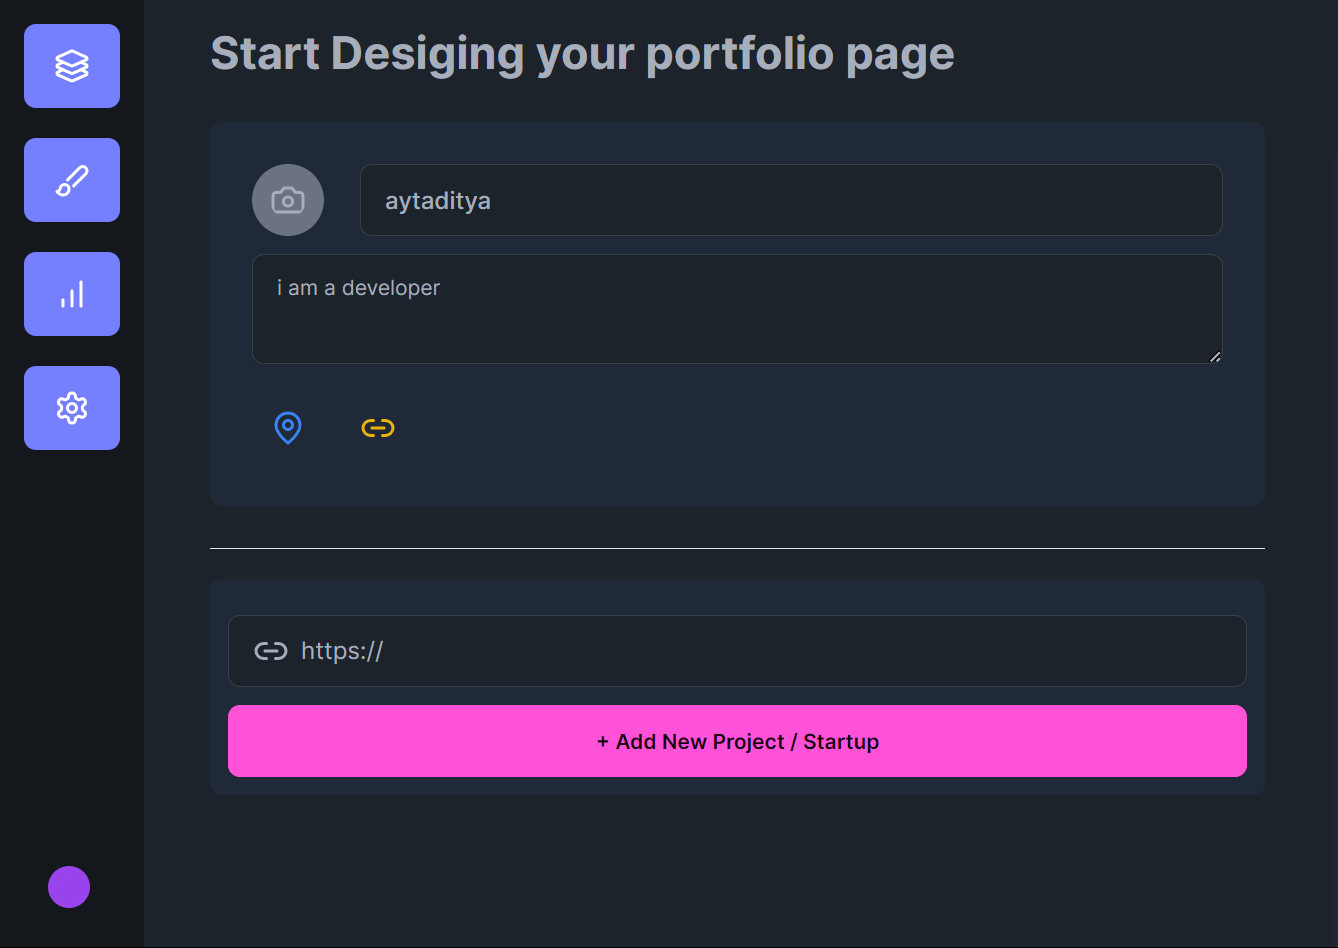 Start Desiging your portfolio page
aytaditya
i am a developer
https://
+ Add New Project / Startup